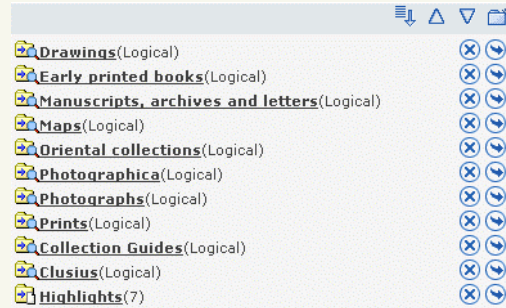 Drawings(Logical)
Early printed books(Logical)
Manuscripts, archives and letters(Logical)
Maps(Logical)
Oriental collections(Logical)
Photographica(Logical)
Photographs(Logical)
Prints(Logical)
Collection Guides(Logical)
Clusius(Logical)
Highlights(7)